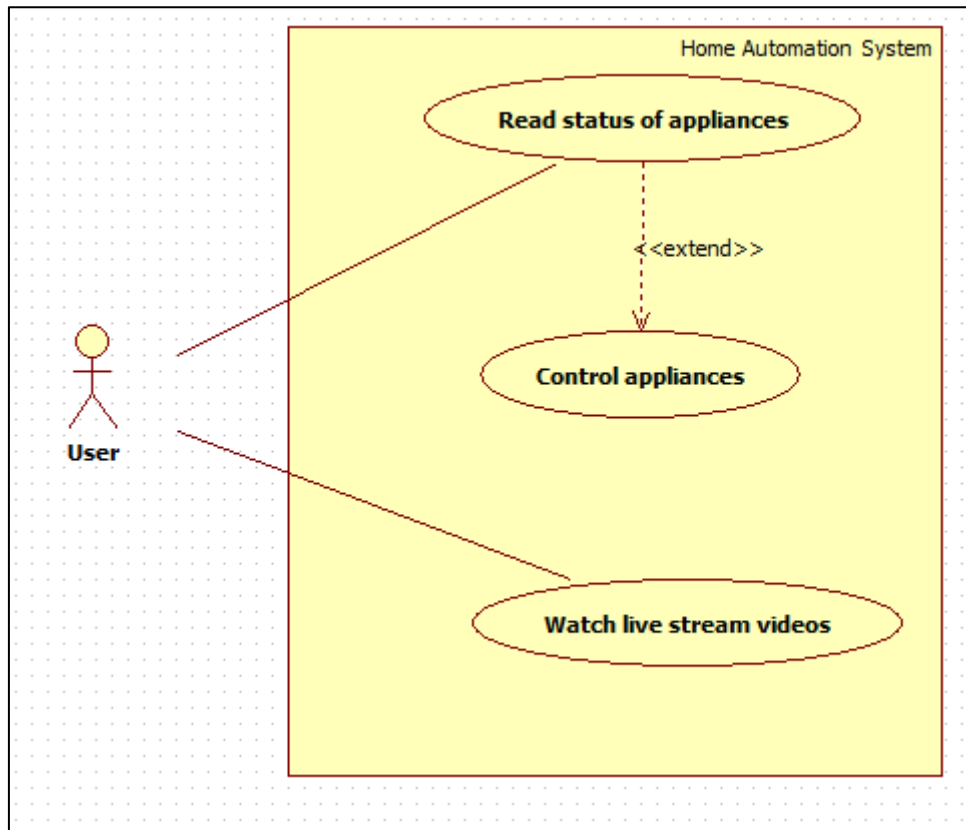 Home Automation System
Read status of appliances
<<extend>>
Control appliances
User
Watch live stream videos